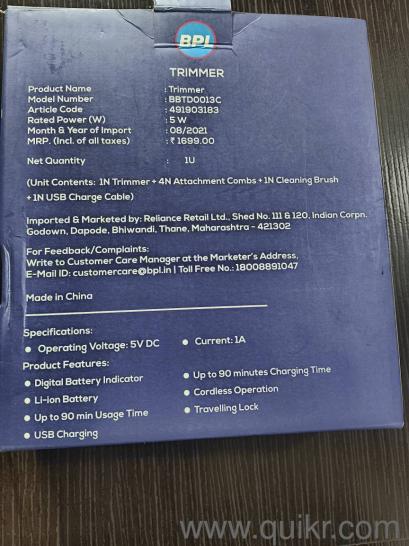 BPL
TRIMMER
Product Name : Trimmer
Model Number : BBTD0013C
Article Code : 491903183
Rated Power (W) : 5 W
Month & Year of Import : 08/2021
MRP. (Incl. of all taxes) : ₹ 1699.00
Net Quantity : 1U
(Unit Contents: 1N Trimmer + 4N Attachment Combs + 1N Cleaning Brush
+ 1N USB Charge Cable)
Imported & Marketed by: Reliance Retail Ltd., Shed No. 111 & 120, Indian Corpn.
Godown, Dapode, Bhiwandi, Thane, Maharashtra - 421302
For Feedback/Complaints:
Write to Customer Care Manager at the Marketer's Address,
E-Mail ID: customercare@bpl.in | Toll Free No.: 18008891047
Made in China
Specifications:
• Operating Voltage: 5V DC • Current: 1A
Product Features:
• Digital Battery Indicator • Up to 90 minutes Charging Time
• Li-ion Battery • Cordless Operation
• Up to 90 min Usage Time • Travelling Lock
• USB Charging
www.quikr.com